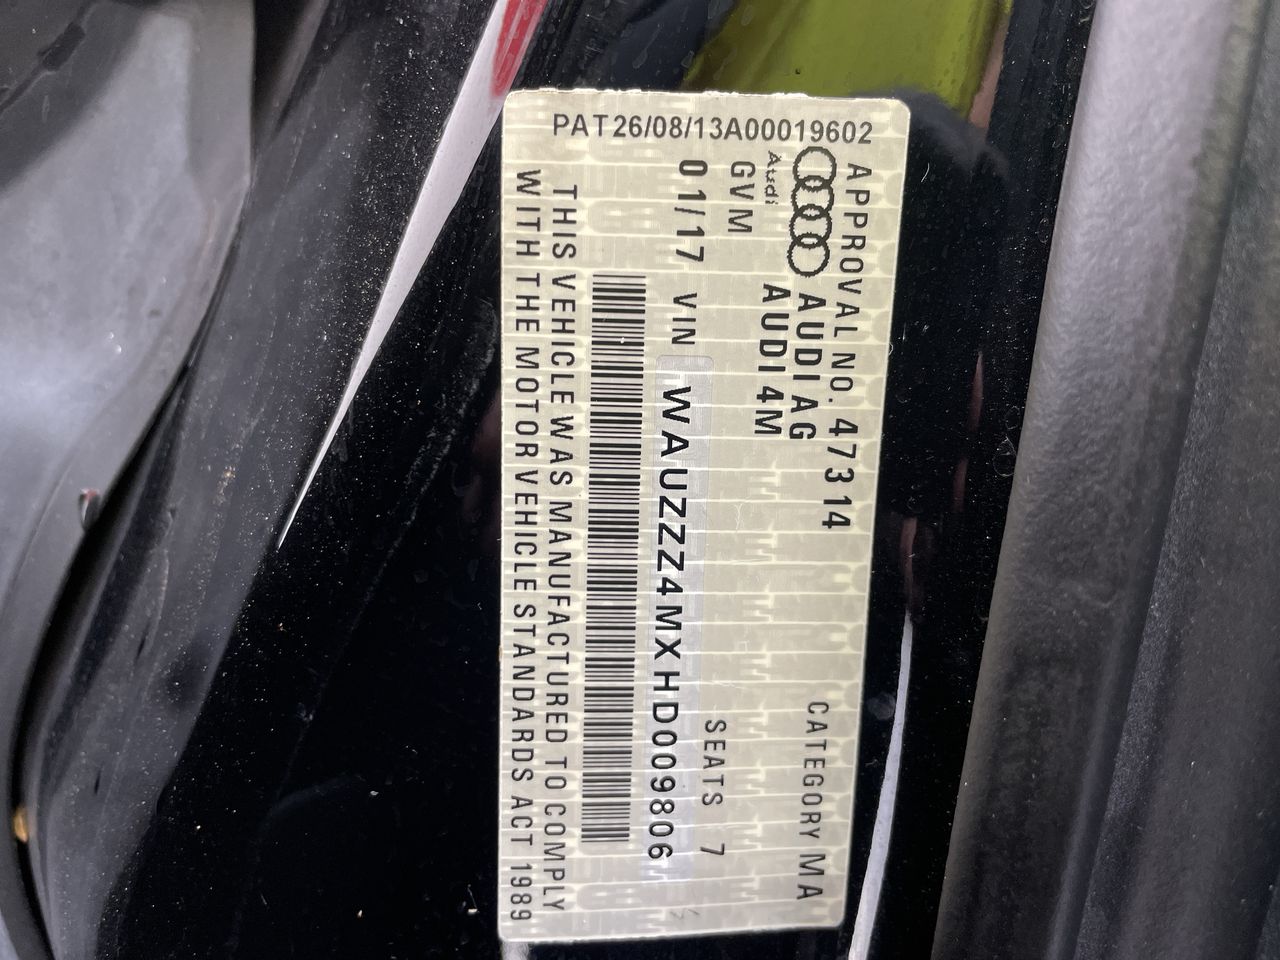 PAT26/08/13A00019602
APPROVAL NO. 47314 CATEGORY MA
AUDI AG
Audi AUDI 4M
GVM SEATS 7
01/17 VIN WAUZZZ4MXHD009806
THIS VEHICLE WAS MANUFACTURED TO COMPLY
WITH THE MOTOR VEHICLE STANDARDS ACT 1989